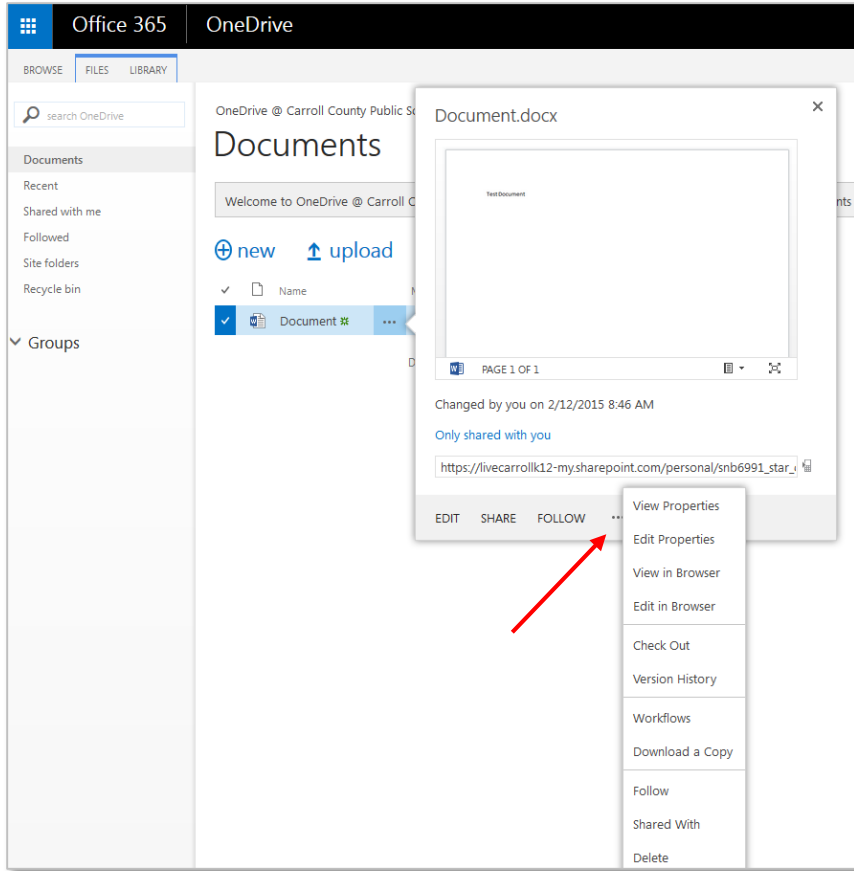 Office 365 OneDrive
BROWSE FILES LIBRARY
search OneDrive
Documents
Recent
Shared with me
Followed
Site folders
Recycle bin
Groups
OneDrive @ Carroll County Public
Documents
Welcome to OneDrive @ Carroll
new upload
Name
Document
Document.docx
Test Document
PAGE 1 OF 1
Changed by you on 2/12/2015 8:46 AM
Only shared with you
https://livecarrollk12-my.sharepoint.com/personal/snb6991_star_
EDIT SHARE FOLLOW ...
View Properties
Edit Properties
View in Browser
Edit in Browser
Check Out
Version History
Workflows
Download a Copy
Follow
Shared With
Delete